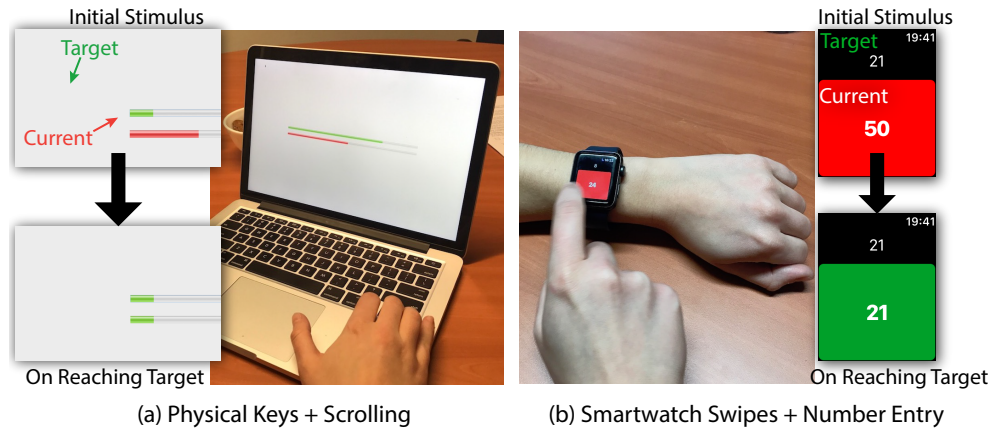 Initial Stimulus
Target
Current
On Reaching Target
(a) Physical Keys + Scrolling
24
Initial Stimulus
Target
19:41
21
Current
50
19:41
21
21
On Reaching Target
(b) Smartwatch Swipes + Number Entry